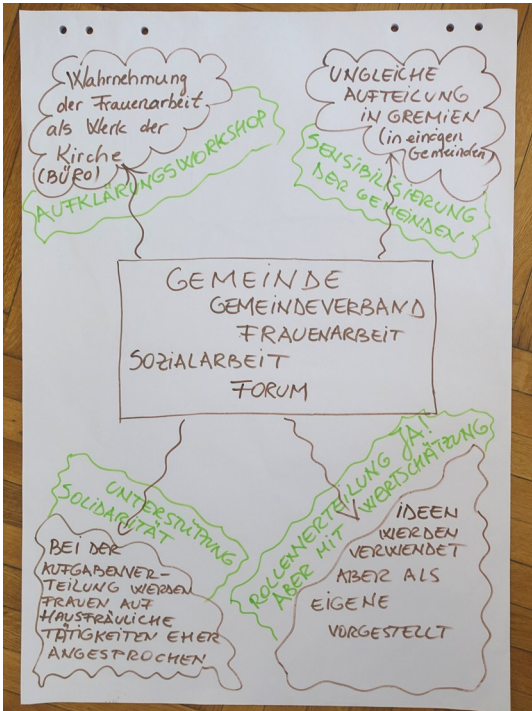 Wahrnehmung
der Frauenarbeit
als Werk der
Kirche
(BÜRO)
AUFKLÄRUNGSWORKSHOP
UNGLEICHE
AUFTEILUNG
IN GREMIEN
(in einigen
Gemeinden)
SENSIBILISIERUNG
DER GEMEINDEN
GEMEINDE
GEMEINDEVERBAND
FRAUENARBEIT
SOZIALARBEIT
FORUM
UNTERSTÜTZUNG
SOLIDARITÄT
BEI DER
AUFGABENVER-
TEILUNG WERDEN
FRAUEN AUF
HAUSFRÄULICHE
TÄTIGKEITEN EHER
ANGESPROCHEN
ROLLENVERTEILUNG JA!
ABER MIT WERTSCHÄTZUNG
IDEEN
WERDEN
VERWENDET
ABER ALS
EIGENE
VORGESTELLT